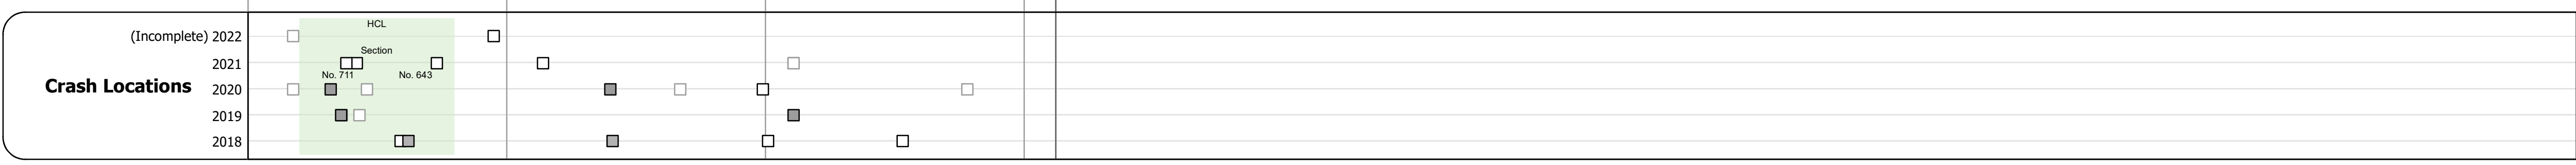 HCL
(Incomplete) 2022
Section
2021
No. 711 No. 643
Crash Locations
2020
2019
2018